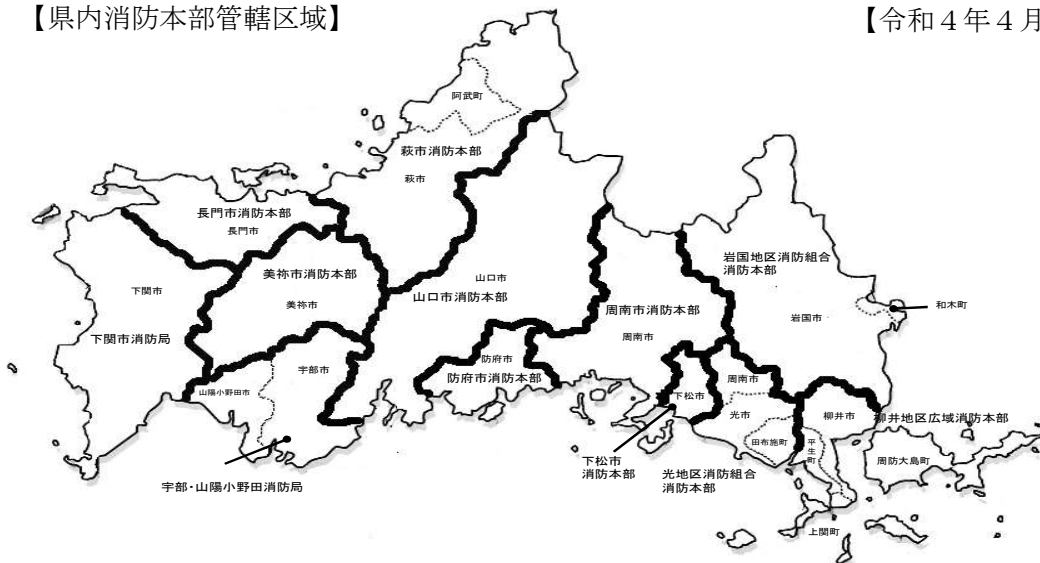 【県内消防本部管轄区域】
【令和4年4月
阿武町
萩市消防本部
萩市
長門市消防本部
長門市
美祢市消防本部
美祢市
下関市
下関市消防局
山口市
山口市消防本部
岩国地区消防組合
消防本部
和木町
岩国市
周南市消防本部
周南市
防府市
防府市消防本部
宇部市
山陽小野田市
宇部・山陽小野田消防局
下松市
下松市
消防本部
周南市
光市
田布施町
光地区消防組合
消防本部
平生町
柳井市
柳井地区広域消防本部
周防大島町
上関町